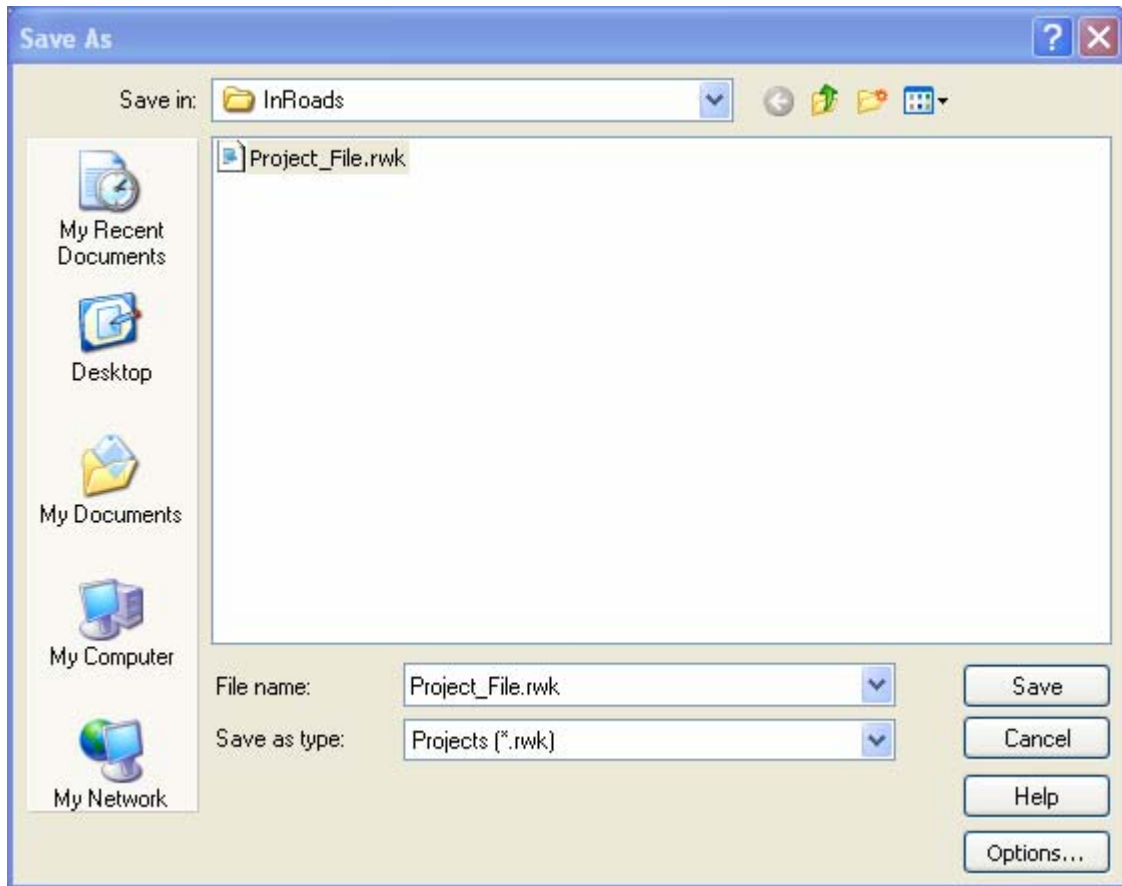 Save As
Save in:
InRoads
Project_File.rwk
My Recent
Documents
Desktop
My Documents
My Computer
My Network
File name:
Project_File.rwk
Save
Save as type:
Projects (*.rwk)
Cancel
Help
Options...